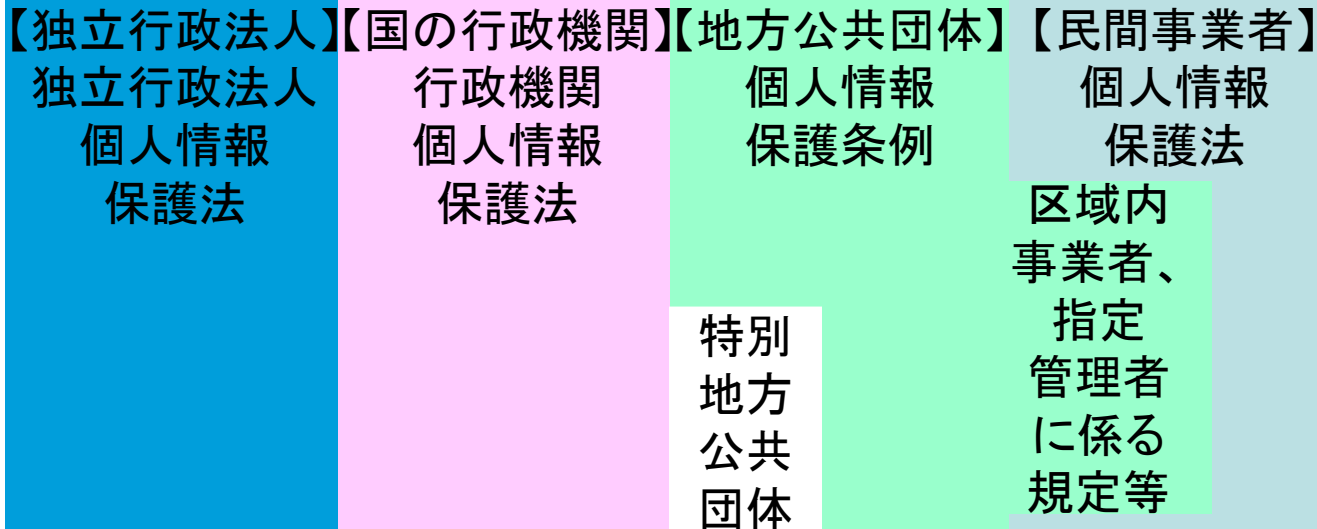 【独立行政法人】
独立行政法人
個人情報
保護法
【国の行政機関】
行政機関
個人情報
保護法
【地方公共団体】
個人情報
保護条例
特別
地方
公共
団体
【民間事業者】
個人情報
保護法
区域内
事業者、
指定
管理者
に係る
規定等